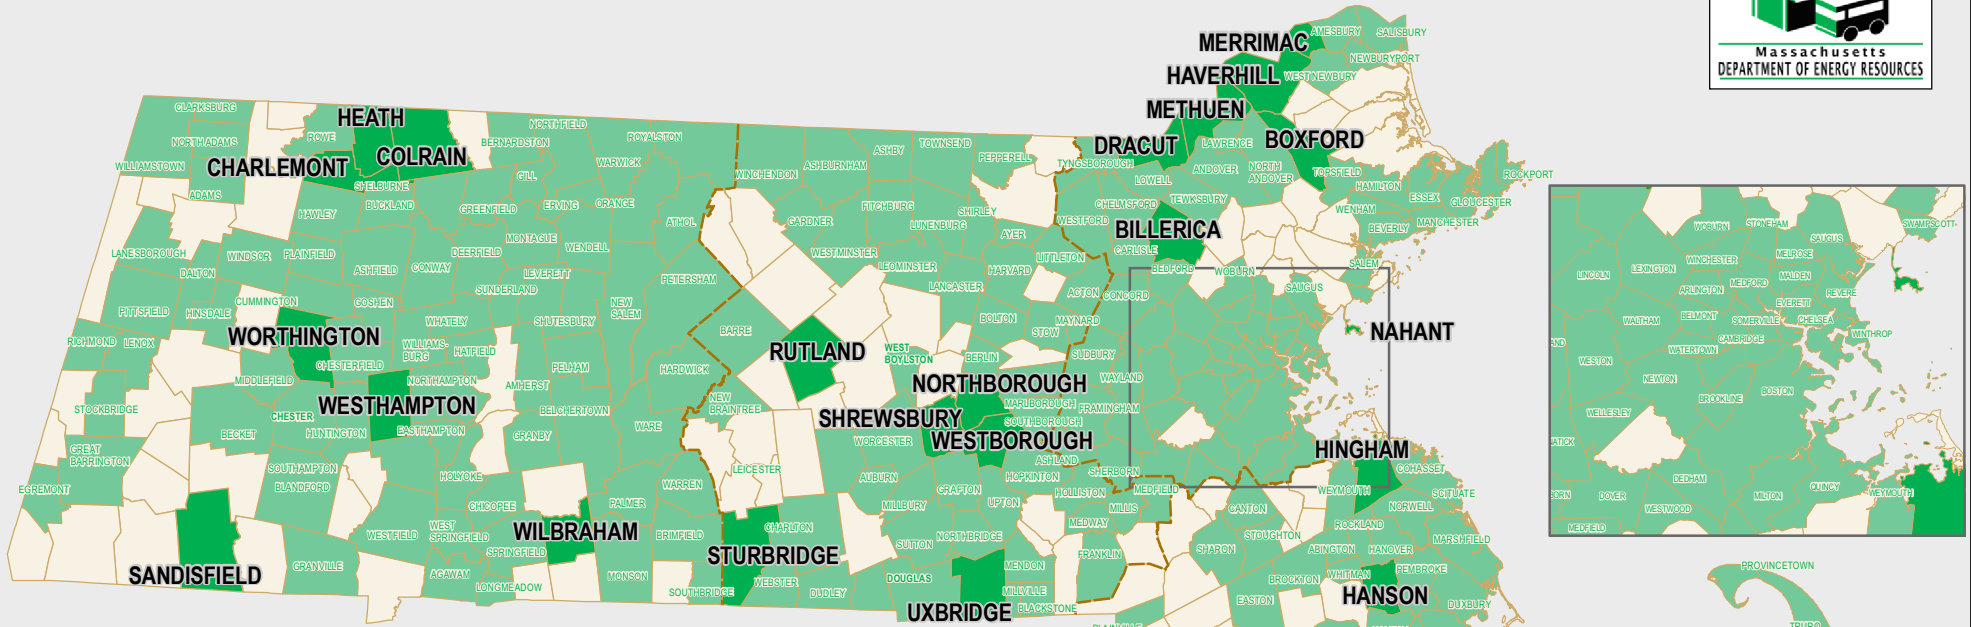 Massachusetts
DEPARTMENT OF ENERGY RESOURCES
MERRIMAC
AMESBURY
SALISBURY
NEWBURYPORT
HAVERHILL
WEST NEWBURY
METHUEN
DRACUT
LAWRENCE
BOXFORD
CLARKSBURG
HEATH
ROWE
NORTH ADAMS
WILLIAMSTOWN
CHARLEMONT
COLRAIN
BERNARDSTON
NORTHFIELD
ROYALSTON
WARWICK
WINCHENDON
ASHBURNHAM
ASHBY
TOWNSEND
PEPPERELL
TYNGSBOROUGH
ANDOVER
NORTH
ANDOVER
TOPSFIELD
ROCKPORT
ADAMS
SHELBURNE
BUCKLAND
HAWLEY
GILL
GREENFIELD
ERVING
ORANGE
ATHOL
GARDNER
FITCHBURG
LUNENBURG
SHIRLEY
AYER
LOWELL
CHELMSFORD
TEWKSBURY
WESTFORD
HAMILTON
WENHAM
ESSEX
GLOUCESTER
MANCHESTER
BEVERLY
BILLERICA
CARLISLE
LANESBOROUGH
WINDSOR
PLAINFIELD
DALTON
ASHFIELD
CONWAY
DEERFIELD
MONTAGUE
WENDELL
LEVERETT
SUNDERLAND
PETERSHAM
WESTMINSTER
LEOMINSTER
LANCASTER
HARVARD
LITTLETON
ACTON
CONCORD
BEDFORD
WOBURN
SALEM
SAUGUS
PITTSFIELD
HINSDALE
CUMMINGTON
GOSHEN
WORTHINGTON
WHATELY
SHUTESBURY
NEW
SALEM
BARRE
RUTLAND
WEST
BOYLSTON
BOLTON
STOW
MAYNARD
BERLIN
SUDBURY
NAHANT
RICHMOND
LENOX
CHESTERFIELD
WILLIAMS-
BURG
HATFIELD
MIDDLEFIELD
NORTHAMPTON
PELHAM
AMHERST
HARDWICK
WAYLAND
NORTHBOROUGH
MARLBOROUGH
FRAMINGHAM
STOCKBRIDGE
CHESTER
WESTHAMPTON
BELCHERTOWN
NEW
BRAINTREE
SHREWSBURY
SOUTHBOROUGH
BECKET
HUNTINGTON
EASTHAMPTON
GRANBY
WARE
WORCESTER
WESTBOROUGH
HINGHAM
GREAT
BARRINGTON
EGREMONT
SOUTHAMPTON
BLANDFORD
HOLYOKE
LEICESTER
AUBURN
ASHLAND
HOPKINTON
SHERBORN
COHASSET
CHICOPEE
PALMER
WARREN
MILLBURY
GRAFTON
UPTON
HOLLISTON
MEDFIELD
MILLIS
WEYMOUTH
SCITUATE
NORWELL
WESTFIELD
WEST
SPRINGFIELD
SPRINGFIELD
WILBRAHAM
BRIMFIELD
CHARLTON
STURBRIDGE
SUTTON
NORTHBRIDGE
MEDWAY
FRANKLIN
CANTON
SHARON
STOUGHTON
ROCKLAND
ABINGTON
HANOVER
MARSHFIELD
SANDISFIELD
GRANVILLE
AGAWAM
LONGMEADOW
MONSON
SOUTHBRIDGE
WEBSTER
DUDLEY
DOUGLAS
UXBRIDGE
MENDON
MILLVILLE
BLACKSTONE
BROCKTON
WHITMAN
PEMBROKE
EASTON
HANSON
DUXBURY
WOBURN
STONEHAM
SAUGUS
SWAMPSCOTT
LINCOLN
LEXINGTON
WINCHESTER
MELROSE
MALDEN
ARLINGTON
MEDFORD
REVERE
EVERETT
WALTHAM
BELMONT
SOMERVILLE
CHELSEA
WINTHROP
WATERTOWN
CAMBRIDGE
WESTON
NEWTON
BOSTON
BROOKLINE
WELLESLEY
DEDHAM
DOVER
MILTON
QUINCY
WEYMOUTH
WESTWOOD
MEDFIELD
PROVINCETOWN